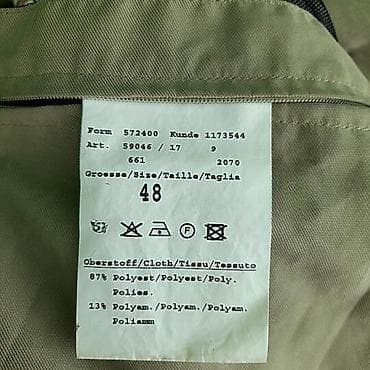 Form 572400 Kunde 1173544
Art. 59046 / 17 9
661 2070
Groesse/Size/Taille/Taglia
48
F
Oberstoff/Cloth/Tissu/Tessuto
87% Polyest/Polyest/Poly.
Polies.
13% Polyam./Polyam./Polyam.
Poliamm